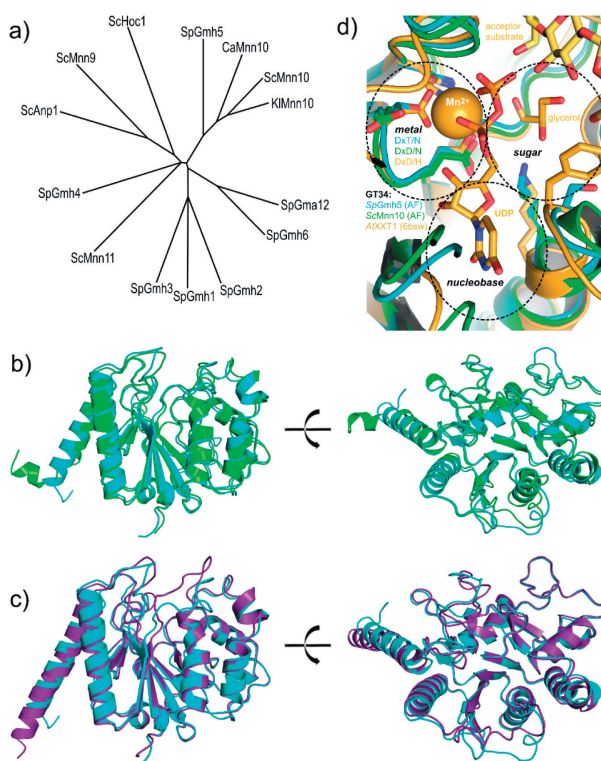 a)
ScHoc1
SpGmh5
CaMnn10
ScMnn9
ScMnn10
KlMnn10
ScAnp1
SpGmh4
SpGma12
SpGmh6
ScMnn11
SpGmh3
SpGmh2
SpGmh1
d)
acceptor
substrate
Mn2+
glycerol
metal
DxT/N
DxD/N
DxD/H
sugar
GT34:
SpGmh5 (AF)
ScMnn10 (AF)
AtXXT1 (6bsw)
UDP
nucleobase
b)
c)